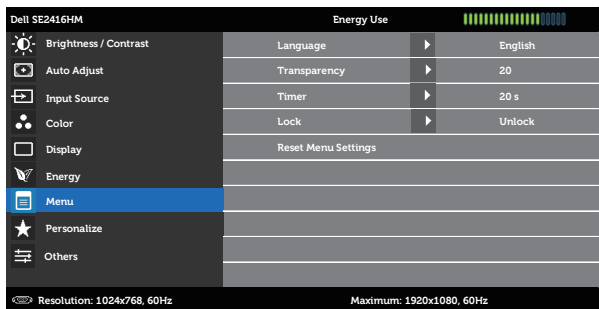 Dell SE2416HM Energy Use
Brightness / Contrast
Auto Adjust
Input Source
Color
Display
Energy
Menu
Personalize
Others
Language English
Transparency 20
Timer 20 s
Lock Unlock
Reset Menu Settings
Resolution: 1024x768, 60Hz Maximum: 1920x1080, 60Hz